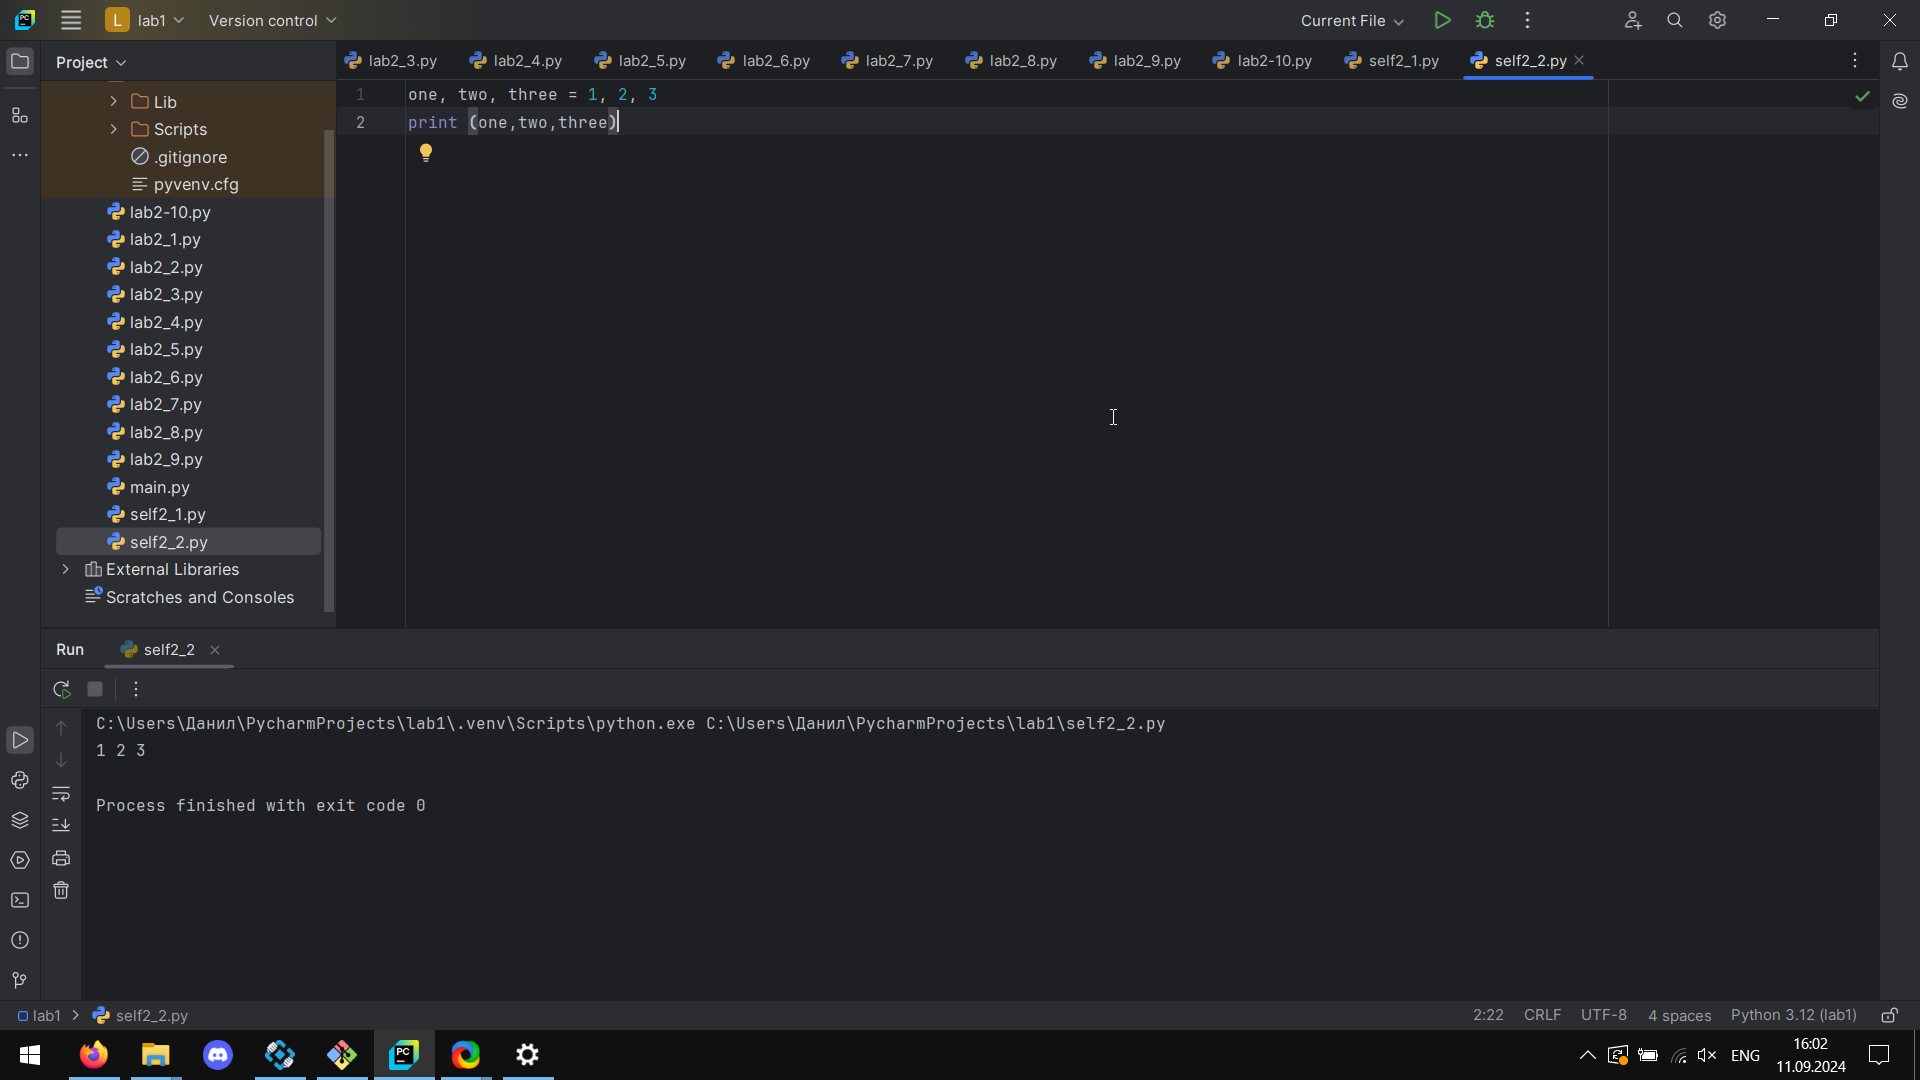 L lab1 Version control Current File
Project
lab2_3.py lab2_4.py lab2_5.py lab2_6.py lab2_7.py lab2_8.py lab2_9.py lab2-10.py self2_1.py self2_2.py
Lib
Scripts
.gitignore
pyvenv.cfg
lab2-10.py
lab2_1.py
lab2_2.py
lab2_3.py
lab2_4.py
lab2_5.py
lab2_6.py
lab2_7.py
lab2_8.py
lab2_9.py
main.py
self2_1.py
self2_2.py
External Libraries
Scratches and Consoles
1 one, two, three = 1, 2, 3
2 print (one,two,three)
Run self2_2
C:\Users\Данил\PycharmProjects\lab1\.venv\Scripts\python.exe C:\Users\Данил\PycharmProjects\lab1\self2_2.py
1 2 3
Process finished with exit code 0
lab1 self2_2.py 2:22 CRLF UTF-8 4 spaces Python 3.12 (lab1)
PC
ENG
16:02
11.09.2024